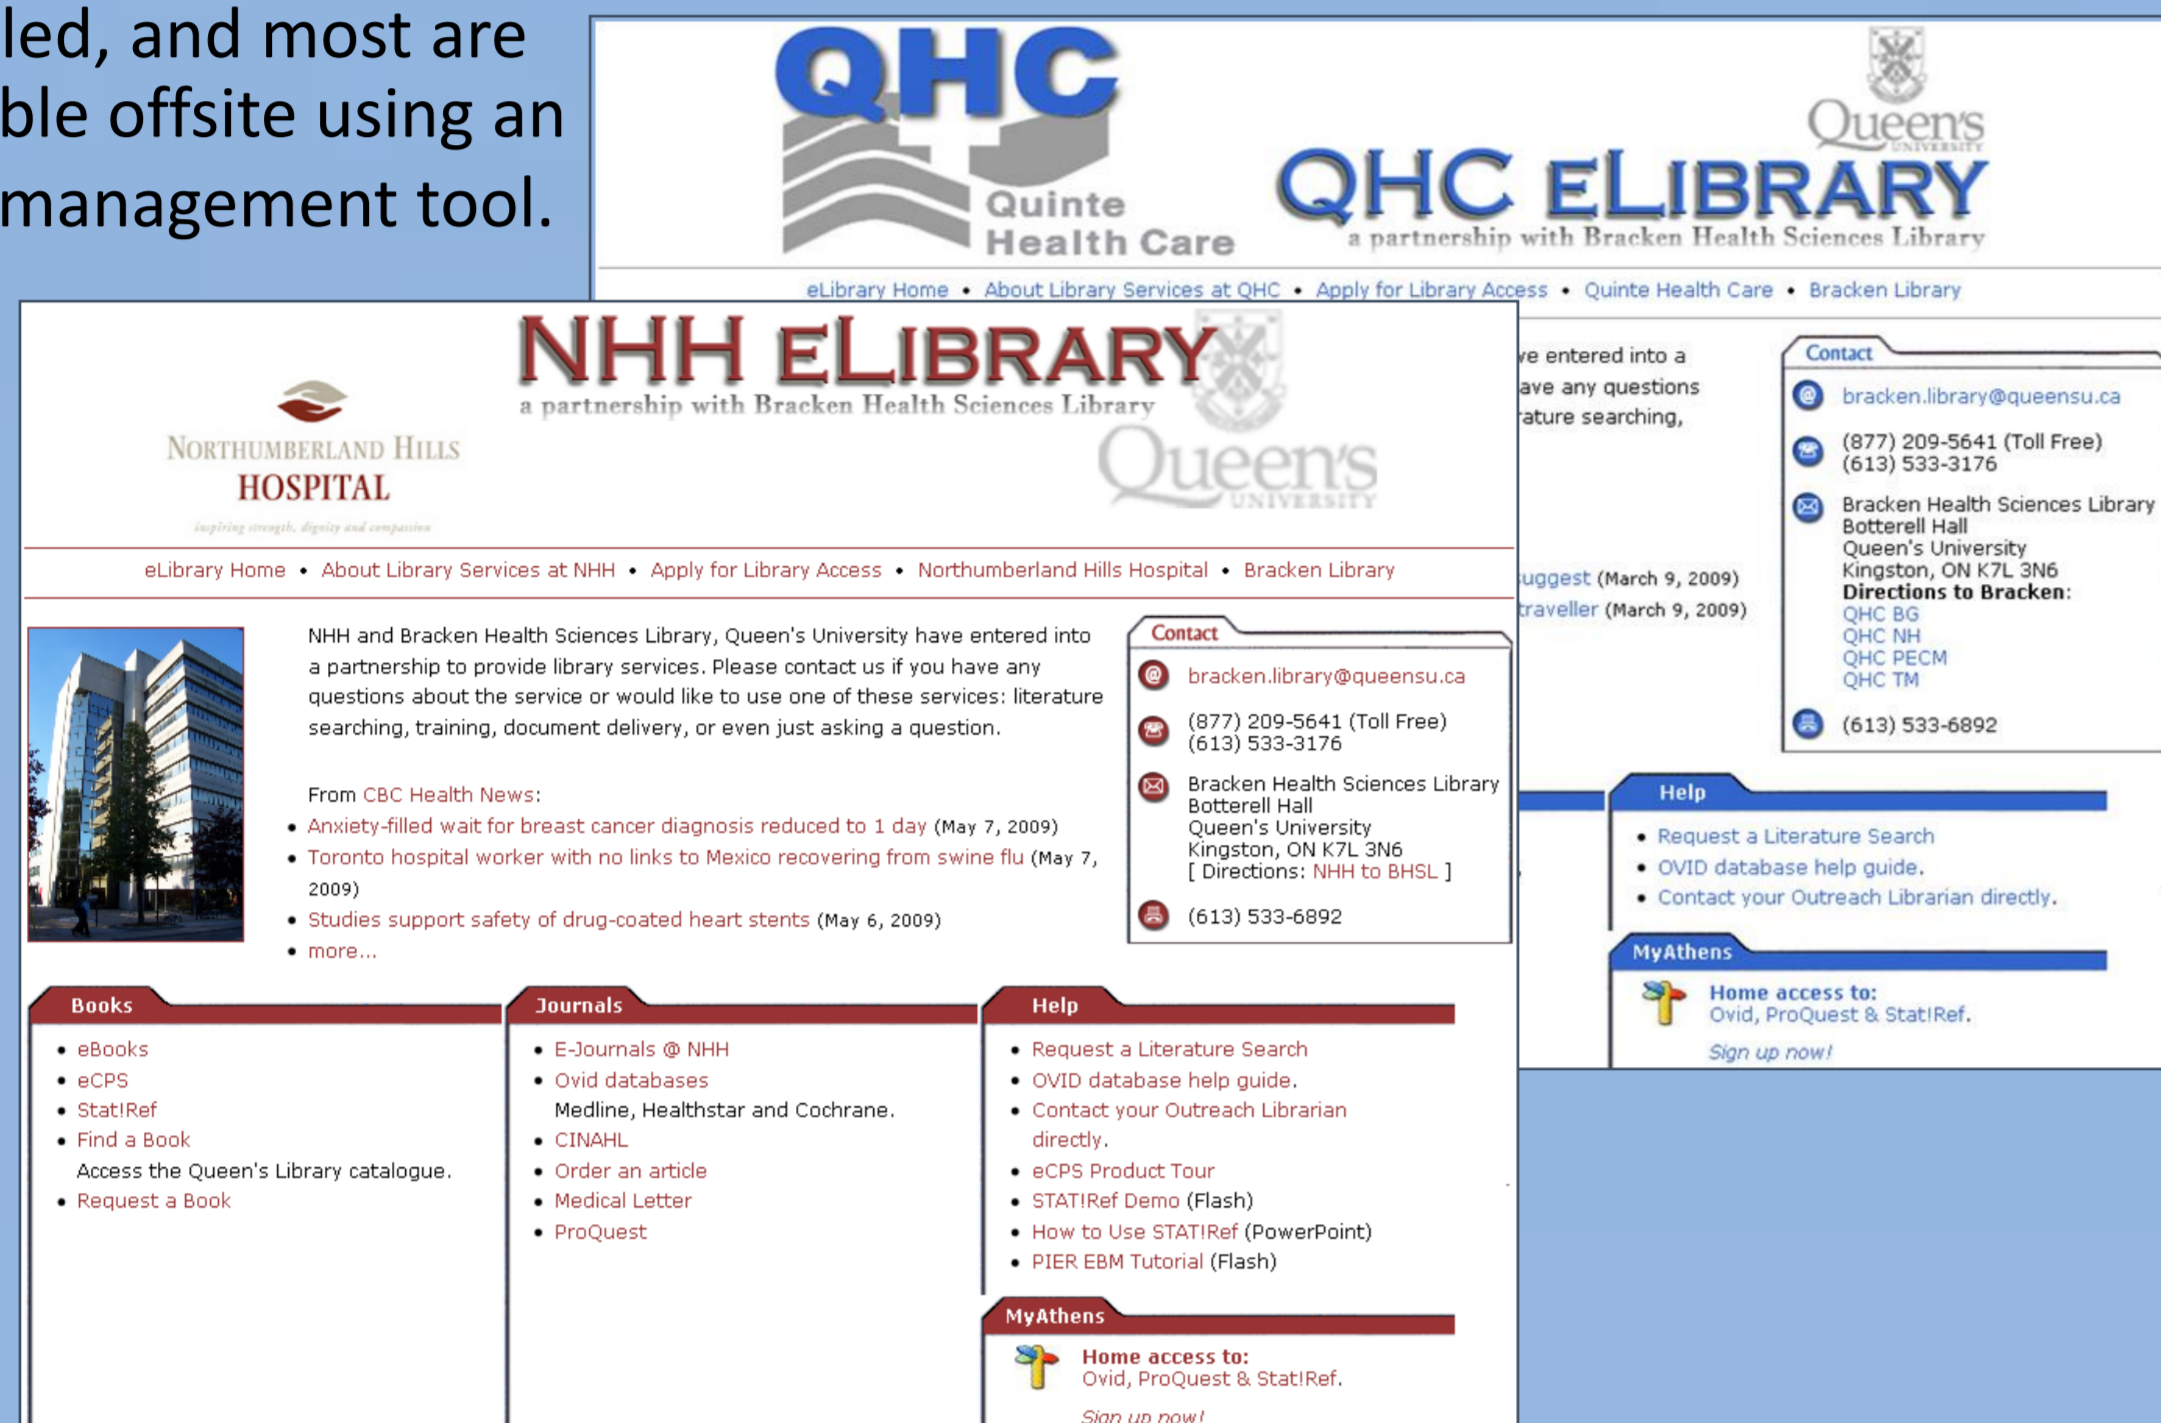 led, and most are
ble offsite using an
management tool.
QHC
Quinte
Health Care
Queen's
UNIVERSITY
QHC ELIBRARY
a partnership with Bracken Health Sciences Library
eLibrary Home • About Library Services at QHC • Apply for Library Access • Quinte Health Care • Bracken Library
ve entered into a
ave any questions
ature searching,
uggest (March 9, 2009)
traveller (March 9, 2009)
Contact
bracken.library@queensu.ca
(877) 209-5641 (Toll Free)
(613) 533-3176
Bracken Health Sciences Library
Botterell Hall
Queen's University
Kingston, ON K7L 3N6
Directions to Bracken:
QHC BG
QHC NH
QHC PECM
QHC TM
(613) 533-6892
Help
• Request a Literature Search
• OVID database help guide.
• Contact your Outreach Librarian directly.
MyAthens
Home access to:
Ovid, ProQuest & Stat!Ref.
Sign up now!
NHH ELIBRARY
a partnership with Bracken Health Sciences Library
NORTHUMBERLAND HILLS
HOSPITAL
inspiring strength, dignity and compassion
Queen's
UNIVERSITY
eLibrary Home • About Library Services at NHH • Apply for Library Access • Northumberland Hills Hospital • Bracken Library
NHH and Bracken Health Sciences Library, Queen's University have entered into
a partnership to provide library services. Please contact us if you have any
questions about the service or would like to use one of these services: literature
searching, training, document delivery, or even just asking a question.
From CBC Health News:
• Anxiety-filled wait for breast cancer diagnosis reduced to 1 day (May 7, 2009)
• Toronto hospital worker with no links to Mexico recovering from swine flu (May 7,
2009)
• Studies support safety of drug-coated heart stents (May 6, 2009)
• more...
Contact
bracken.library@queensu.ca
(877) 209-5641 (Toll Free)
(613) 533-3176
Bracken Health Sciences Library
Botterell Hall
Queen's University
Kingston, ON K7L 3N6
[ Directions: NHH to BHSL ]
(613) 533-6892
Books
• eBooks
• eCPS
• Stat!Ref
• Find a Book
Access the Queen's Library catalogue.
• Request a Book
Journals
• E-Journals @ NHH
• Ovid databases
Medline, Healthstar and Cochrane.
• CINAHL
• Order an article
• Medical Letter
• ProQuest
Help
• Request a Literature Search
• OVID database help guide.
• Contact your Outreach Librarian
directly.
• eCPS Product Tour
• STAT!Ref Demo (Flash)
• How to Use STAT!Ref (PowerPoint)
• PIER EBM Tutorial (Flash)
MyAthens
Home access to:
Ovid, ProQuest & Stat!Ref.
Sign up now!